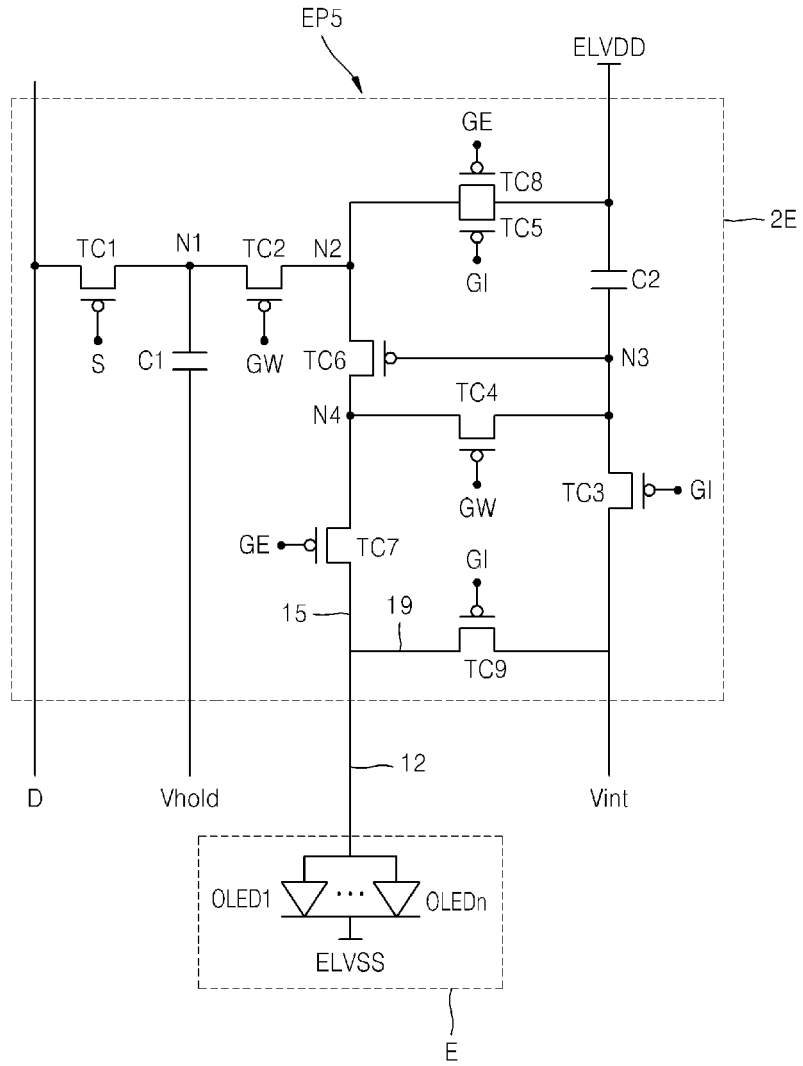 EP5
ELVDD
GE
TC8
2E
TC1
N1
TC2
N2
TC5
GI
C2
S
C1
GW
TC6
N3
TC4
N4
GW
TC3
GI
GE
TC7
GI
15
19
TC9
12
D
Vhold
Vint
OLED1
...
OLEDn
ELVSS
E